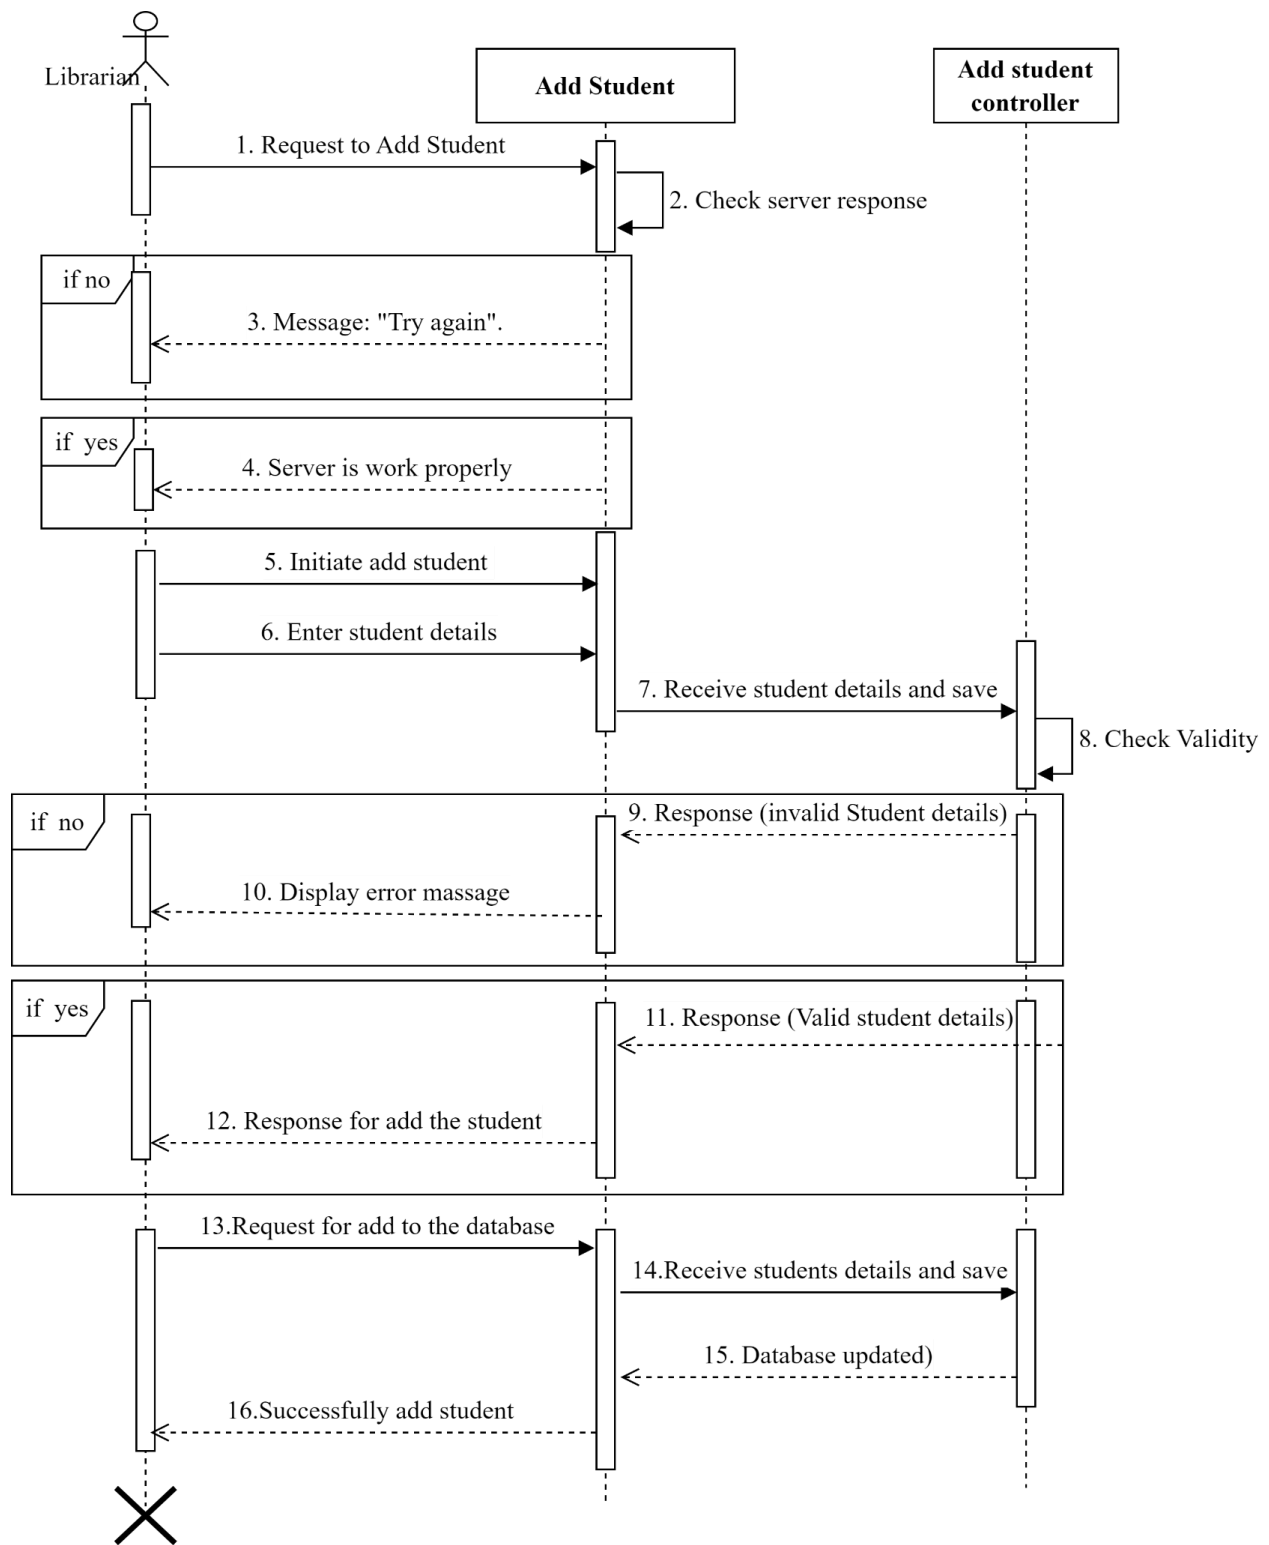 Librarian
Add Student
Add student
controller
1. Request to Add Student
2. Check server response
if no
3. Message: "Try again".
if yes
4. Server is work properly
5. Initiate add student
6. Enter student details
7. Receive student details and save
8. Check Validity
if no
9. Response (invalid Student details)
10. Display error massage
if yes
11. Response (Valid student details)
12. Response for add the student
13.Request for add to the database
14.Receive students details and save
15. Database updated)
16.Successfully add student